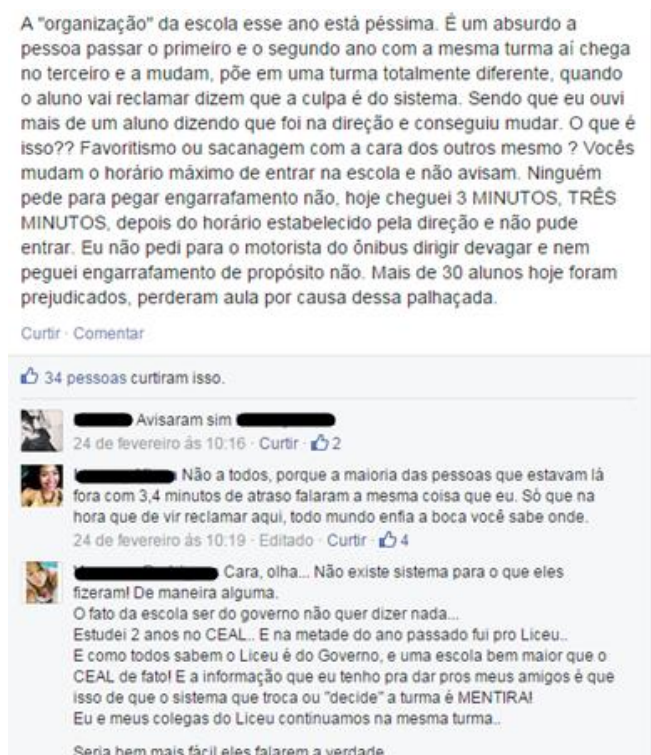 A "organização" da escola esse ano está péssima. É um absurdo a
pessoa passar o primeiro e o segundo ano com a mesma turma aí chega
no terceiro e a mudam, põe em uma turma totalmente diferente, quando
o aluno vai reclamar dizem que a culpa é do sistema. Sendo que eu ouvi
mais de um aluno dizendo que foi na direção e conseguiu mudar. O que é
isso?? Favoritismo ou sacanagem com a cara dos outros mesmo ? Vocês
mudam o horário máximo de entrar na escola e não avisam. Ninguém
pede para pegar engarrafamento não, hoje cheguei 3 MINUTOS, TRÊS
MINUTOS, depois do horário estabelecido pela direção e não pude
entrar. Eu não pedi para o motorista do ônibus dirigir devagar e nem
peguei engarrafamento de propósito não. Mais de 30 alunos hoje foram
prejudicados, perderam aula por causa dessa palhaçada.
Curtir · Comentar
34 pessoas curtiram isso.
Avisaram sim
24 de fevereiro às 10:16 · Curtir · 2
Não a todos, porque a maioria das pessoas que estavam lá
fora com 3,4 minutos de atraso falaram a mesma coisa que eu. Só que na
hora que de vir reclamar aqui, todo mundo enfia a boca você sabe onde.
24 de fevereiro às 10:19 · Editado · Curtir · 4
Cara, olha... Não existe sistema para o que eles
fizeram! De maneira alguma.
O fato da escola ser do governo não quer dizer nada...
Estudei 2 anos no CEAL.. E na metade do ano passado fui pro Liceu..
E como todos sabem o Liceu é do Governo, e uma escola bem maior que o
CEAL de fato! E a informação que eu tenho pra dar pros meus amigos é que
isso de que o sistema que troca ou "decide" a turma é MENTIRA!
Eu e meus colegas do Liceu continuamos na mesma turma..
Seria bem mais fácil eles falarem a verdade